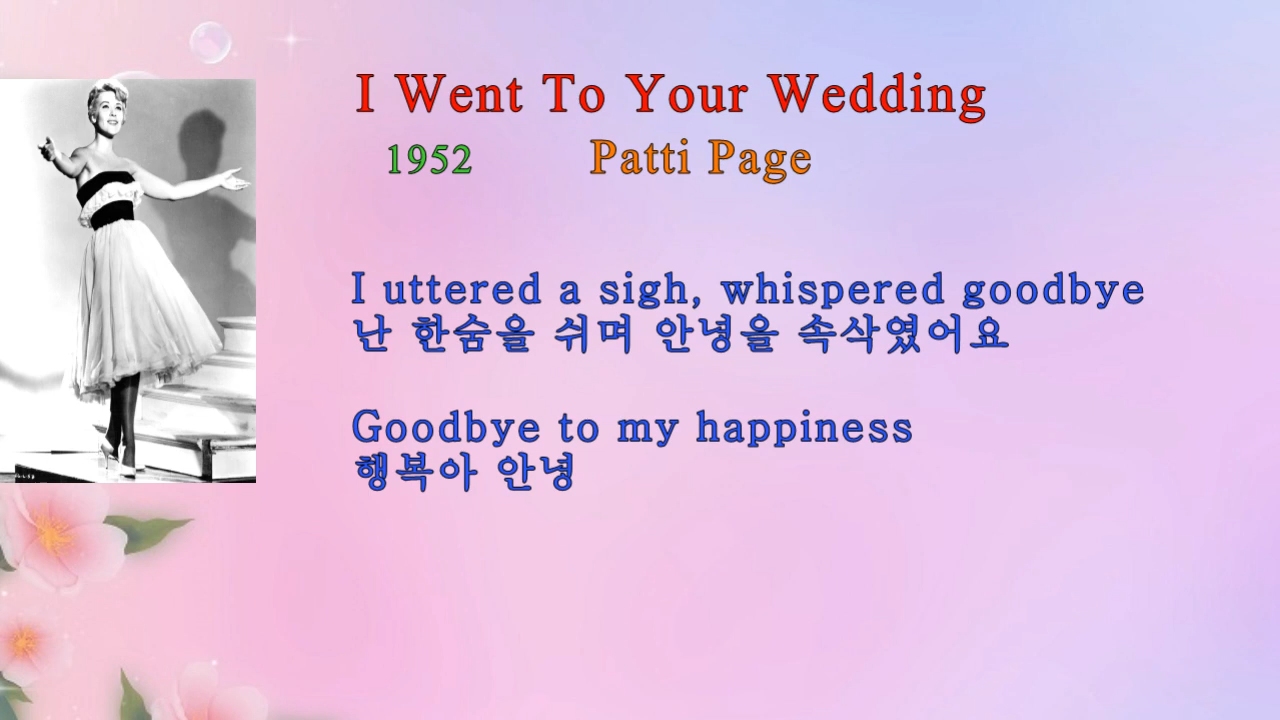 I Went To Your Wedding
1952 Patti Page
I uttered a sigh, whispered goodbye
난 한숨을 쉬며 안녕을 속삭였어요
Goodbye to my happiness
행복아 안녕